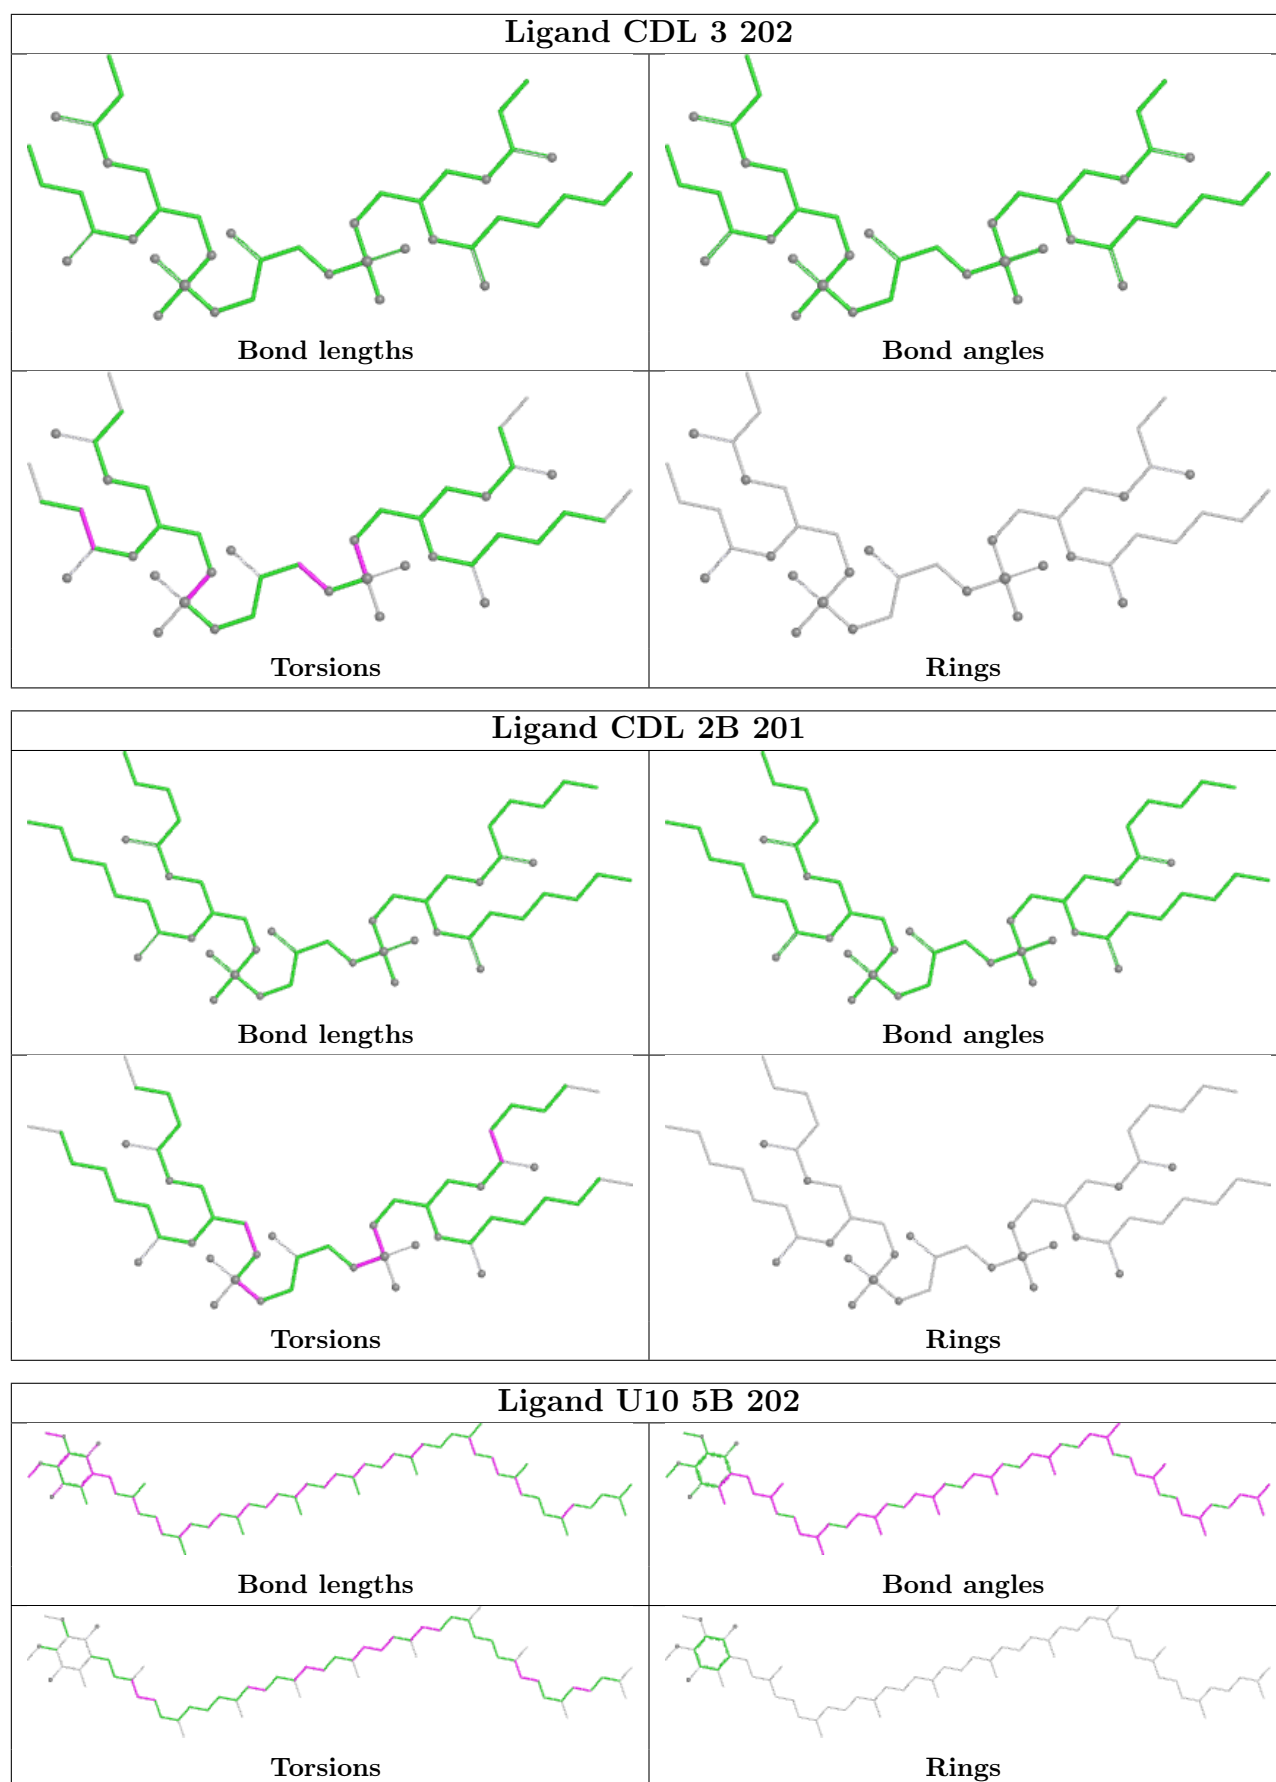 Ligand CDL 3 202
Bond lengths
Bond angles
Torsions
Rings
Ligand CDL 2B 201
Bond lengths
Bond angles
Torsions
Rings
Ligand U10 5B 202
Bond lengths
Bond angles
Torsions
Rings